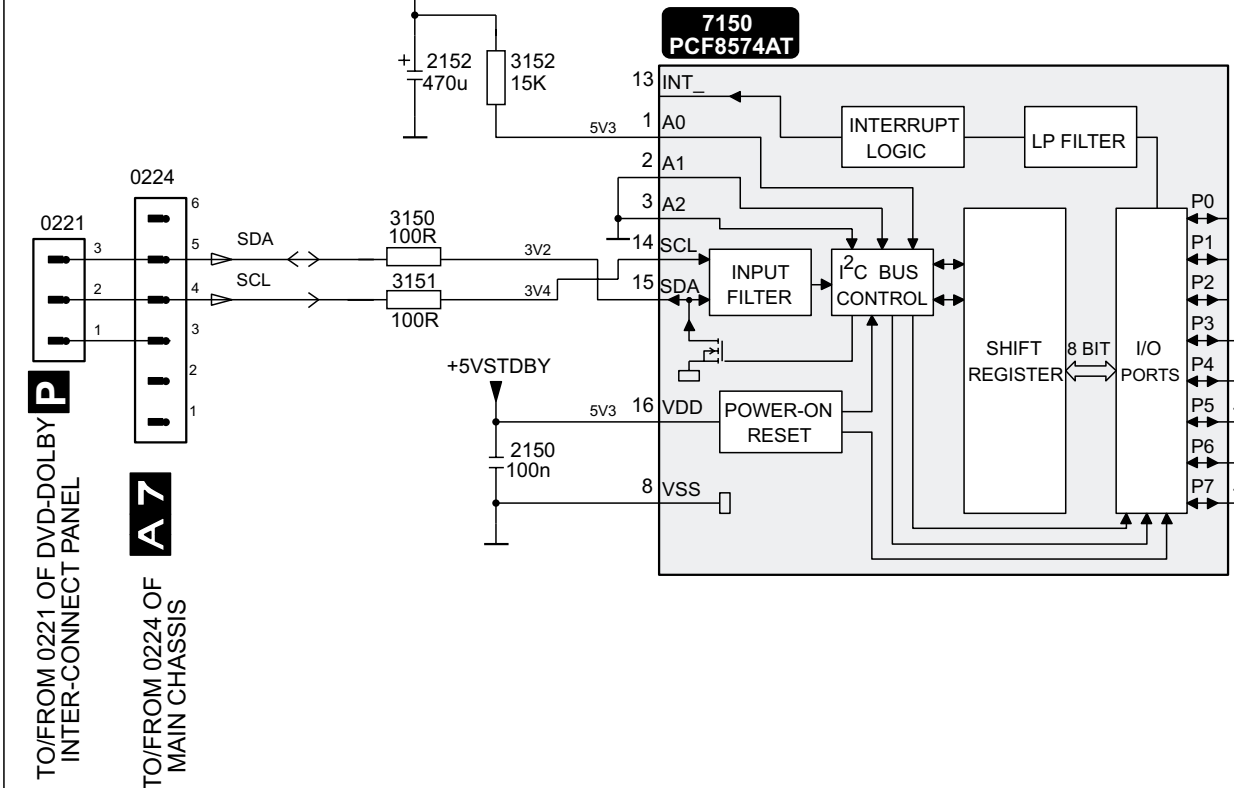 7150
PCF8574AT
2152
470u
3152
15K
13 INT_
5V3
1 A0
2 A1
3 A2
INTERRUPT
LOGIC
LP FILTER
0224
0221
6
5
4
3
2
1
3
2
1
SDA
SCL
3150
100R
3151
100R
3V2
3V4
14 SCL
15 SDA
INPUT
FILTER
I2C BUS
CONTROL
SHIFT
REGISTER
8 BIT
I/O
PORTS
P0
P1
P2
P3
P4
P5
P6
P7
+5VSTDBY
5V3
16 VDD
POWER-ON
RESET
2150
100n
8 VSS
P
TO/FROM 0221 OF DVD-DOLBY
INTER-CONNECT PANEL
A 7
TO/FROM 0224 OF
MAIN CHASSIS